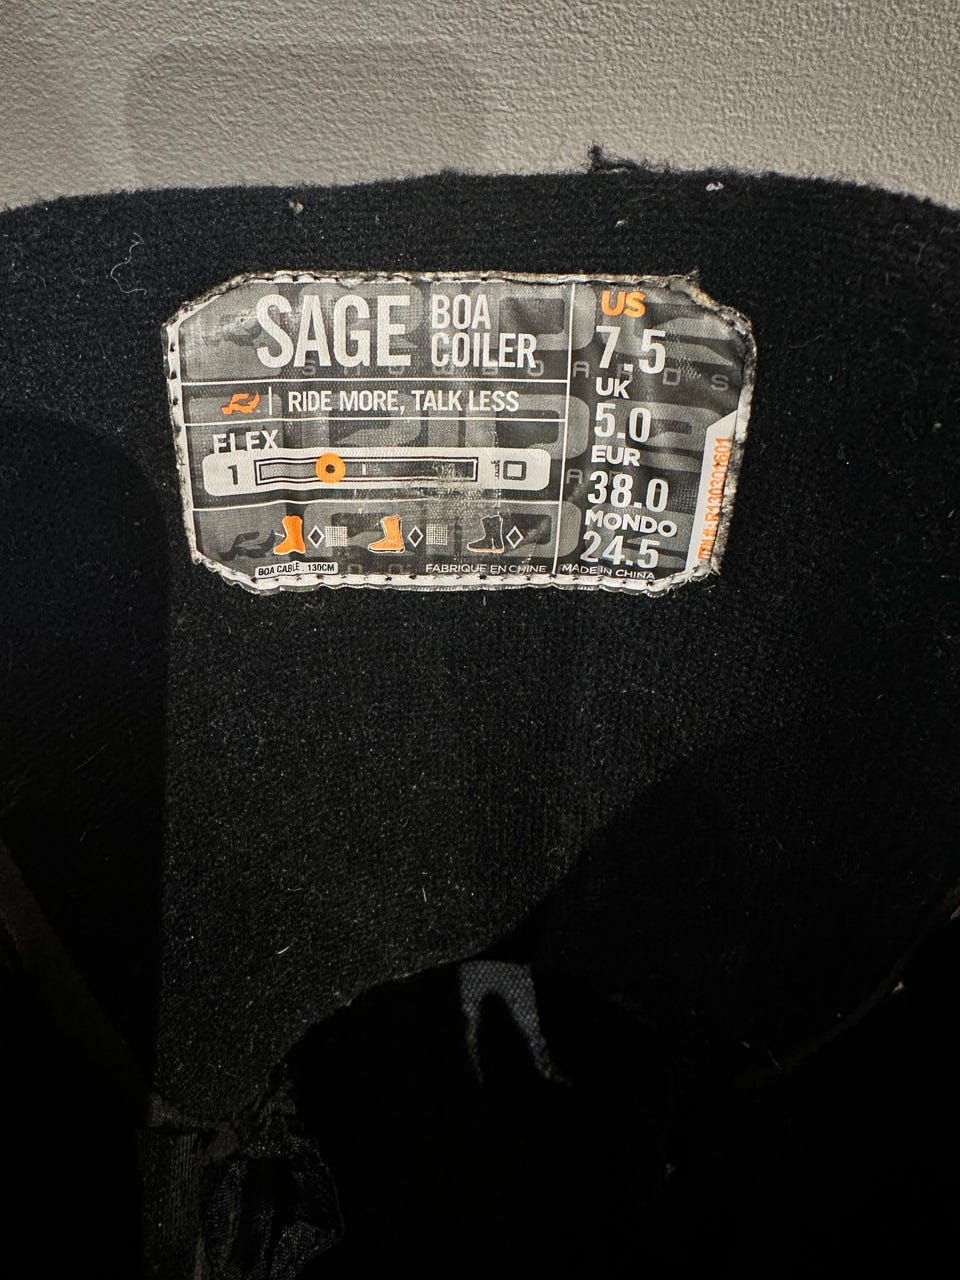 SAGE BOA COILER
RIDE MORE, TALK LESS
FLEX
1 10
BOA CABLE : 130CM
FABRIQUE EN CHINE
MADE IN CHINA
US
7.5
UK
5.0
EUR
38.0
MONDO
24.5